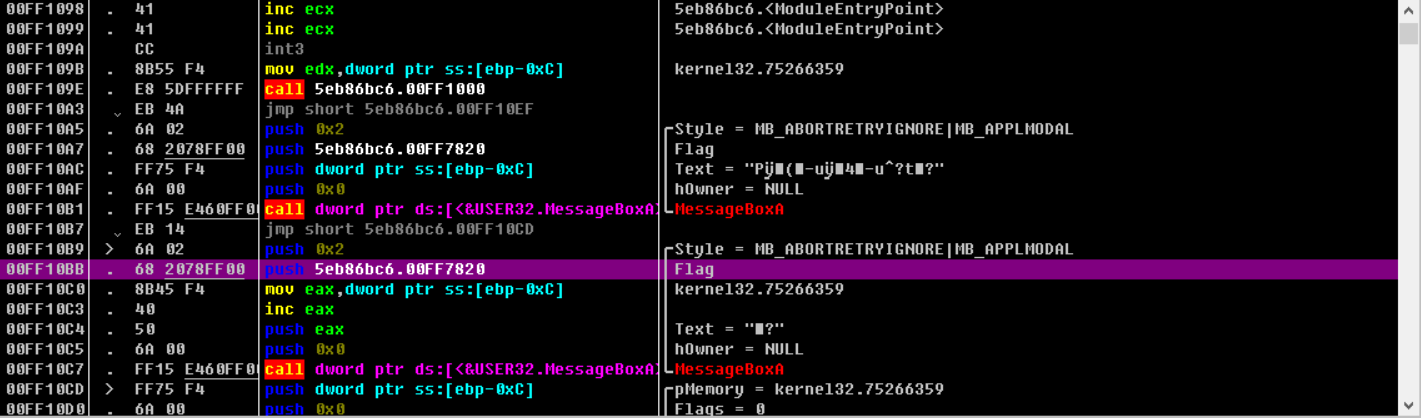 00FF1098 . 41 inc ecx 5eb86bc6.<ModuleEntryPoint>
00FF1099 . 41 inc ecx 5eb86bc6.<ModuleEntryPoint>
00FF109A CC int3
00FF109B . 8B55 F4 mov edx,dword ptr ss:[ebp-0xC] kernel32.75266359
00FF109E . E8 5DFFFFFF call 5eb86bc6.00FF1000
00FF10A3 . EB 4A jmp short 5eb86bc6.00FF10EF
00FF10A5 . 6A 02 push 0x2 Style = MB_ABORTRETRYIGNORE|MB_APPLMODAL
00FF10A7 . 68 2078FF00 push 5eb86bc6.00FF7820 Flag
00FF10AC . FF75 F4 push dword ptr ss:[ebp-0xC] Text = "Pÿ■(■-uÿ■4■-u^?t■?"
00FF10AF . 6A 00 push 0x0 hOwner = NULL
00FF10B1 . FF15 E460FF0 call dword ptr ds:[<&USER32.MessageBoxA> MessageBoxA
00FF10B7 . EB 14 jmp short 5eb86bc6.00FF10CD
00FF10B9 > 6A 02 push 0x2 Style = MB_ABORTRETRYIGNORE|MB_APPLMODAL
00FF10BB . 68 2078FF00 push 5eb86bc6.00FF7820 Flag
00FF10C0 . 8B45 F4 mov eax,dword ptr ss:[ebp-0xC] kernel32.75266359
00FF10C3 . 40 inc eax
00FF10C4 . 50 push eax Text = "■?"
00FF10C5 . 6A 00 push 0x0 hOwner = NULL
00FF10C7 . FF15 E460FF0 call dword ptr ds:[<&USER32.MessageBoxA> MessageBoxA
00FF10CD > FF75 F4 push dword ptr ss:[ebp-0xC] pMemory = kernel32.75266359
00FF10D0 . 6A 00 push 0x0 Flags = 0